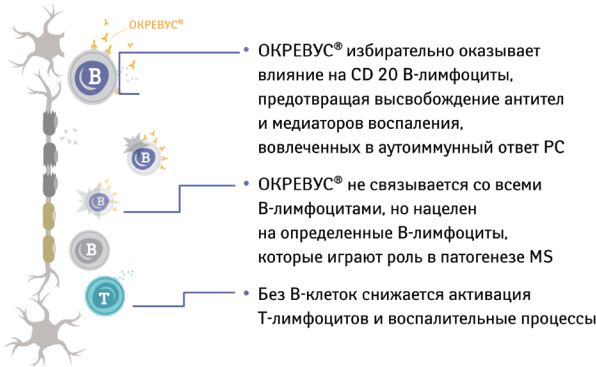 ОКРЕВУС®
B
B
B
B
T
• ОКРЕВУС® избирательно оказывает
влияние на CD 20 В-лимфоциты,
предотвращая высвобождение антител
и медиаторов воспаления,
вовлеченных в аутоиммунный ответ РС
• ОКРЕВУС® не связывается со всеми
В-лимфоцитами, но нацелен
на определенные В-лимфоциты,
которые играют роль в патогенезе MS
• Без В-клеток снижается активация
Т-лимфоцитов и воспалительные процессы